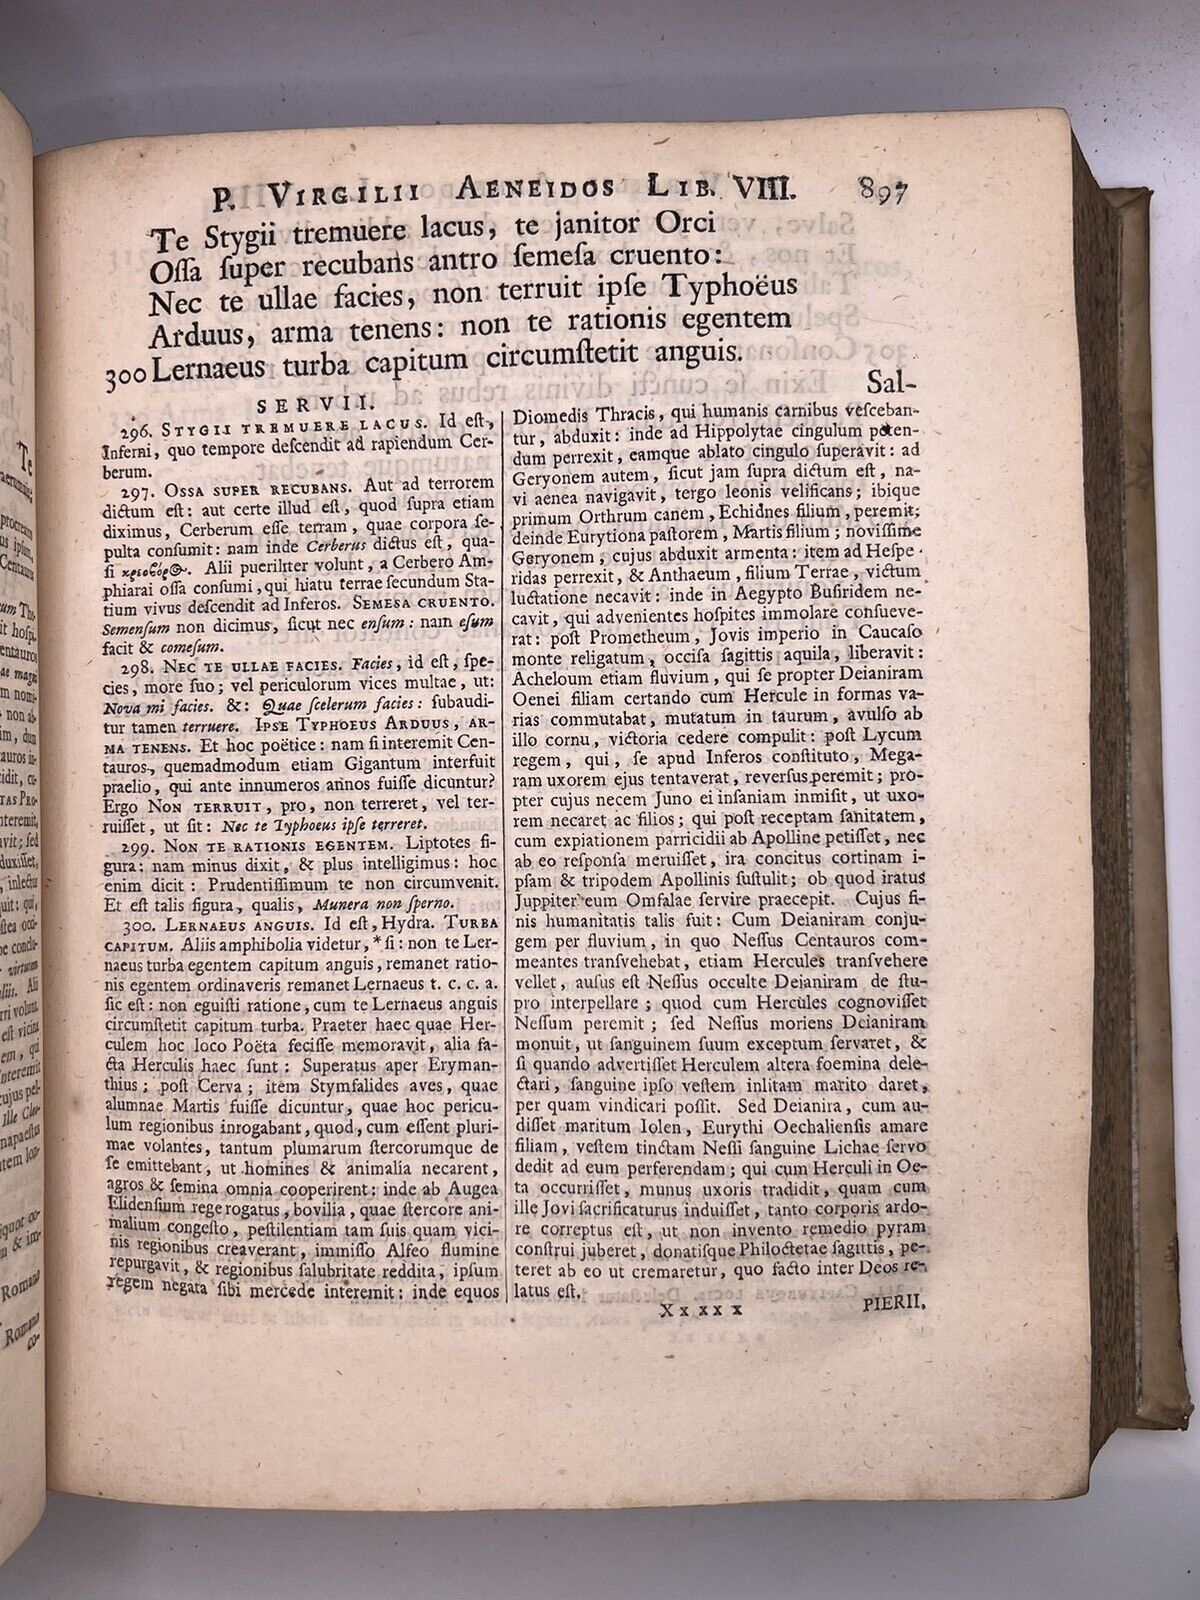 P. VIRGILII AENEIDOS LIB. VIII. 897
Te Stygii tremuere lacus, te janitor Orci
Oſſa ſuper recubans antro ſemeſa cruento:
Nec te ullae facies, non terruit ipſe Typhoëus
Arduus, arma tenens: non te rationis egentem
300 Lernaeus turba capitum circumſtetit anguis.
Sal-
SERVII.
296. STYGII TREMUERE LACUS. Id eſt,
Inferni, quo tempore deſcendit ad rapiendum Cer-
berum.
297. OSSA SUPER RECUBANS. Aut ad terrorem
dictum eſt: aut certe illud eſt, quod ſupra etiam
diximus, Cerberum eſſe terram, quae corpora ſe-
pulta conſumit: nam inde Cerberus dictus eſt, qua-
ſi Alii pueriliter volunt, a Cerbero Am-
phiarai oſſa conſumi, qui hiatu terrae ſecundum Sta-
tium vivus deſcendit ad Inferos. SEMESA CRUENTO.
Semenſum non dicimus, ſicut nec enſum: nam eſum
facit & comeſum.
298. NEC TE ULLAE FACIES. Facies, id eſt, ſpe-
cies, more ſuo; vel periculorum vices multae, ut:
Nova mi facies. &: Quae ſcelerum facies: ſubaudi-
tur tamen terruere. IPSE TYPHOEUS ARDUUS, AR-
MA TENENS. Et hoc poëtice: nam ſi interemit Cen-
tauros, quemadmodum etiam Gigantum interfuit
praelio, qui ante innumeros annos fuiſſe dicuntur?
Ergo NON TERRUIT, pro, non terreret, vel ter-
ruiſſet, ut ſit: Nec te Typhoeus ipſe terreret.
299. NON TE RATIONIS EGENTEM. Liptotes fi-
gura: nam minus dixit, & plus intelligimus: hoc
enim dicit: Prudentiſſimum te non circumvenit.
Et eſt talis figura, qualis, Munera non ſperno.
300. LERNAEUS ANGUIS. Id eſt, Hydra. TURBA
CAPITUM. Aliis amphibolia videtur, * ſi: non te Ler-
naeus turba egentem capitum anguis, remanet ratio-
nis egentem ordinaveris remanet Lernaeus t. c. c. a.
ſic eſt: non eguiſti ratione, cum te Lernaeus anguis
circumſtetit capitum turba. Praeter haec quae Her-
culem hoc loco Poëta feciſſe memoravit, alia fa-
cta Herculis haec ſunt: Superatus aper Eryman-
thius; poſt Cerva; item Stymfalides aves, quae
alumnae Martis fuiſſe dicuntur, quae hoc pericu-
lum regionibus inrogabant, quod, cum eſſent pluri-
mae volantes, tantum plumarum ſtercorumque de
ſe emittebant, ut homines & animalia necarent,
agros & ſemina omnia cooperirent: inde ab Augea
Elidenſium rege rogatus, bovilia, quae ſtercore ani-
malium congeſto, peſtilentiam tam ſuis quam vici-
nis regionibus creaverant, immiſſo Alfeo flumine
repurgavit, & regionibus ſalubritate reddita, ipſum
regem negata ſibi mercede interemit: inde equos
Diomedis Thracis, qui humanis carnibus veſceban-
tur, abduxit: inde ad Hippolytae cingulum peten-
dum perrexit, eamque ablato cingulo ſuperavit: ad
Geryonem autem, ſicut jam ſupra dictum eſt, na-
vi aenea navigavit, tergo leonis velificans; ibique
primum Orthrum canem, Echidnes filium, peremit;
deinde Eurytiona paſtorem, Martis filium; noviſſime
Geryonem, cujus abduxit armenta: item ad Heſpe-
ridas perrexit, & Anthaeum, filium Terrae, victum
luctatione necavit: inde in Aegypto Buſiridem ne-
cavit, qui advenientes hoſpites immolare conſueve-
rat: poſt Prometheum, Jovis imperio in Caucaſo
monte religatum, occiſa ſagittis aquila, liberavit:
Acheloum etiam fluvium, qui ſe propter Deianiram
Oenei filiam certando cum Hercule in formas va-
rias commutabat, mutatum in taurum, avulſo ab
illo cornu, victoria cedere compulit: poſt Lycum
regem, qui, ſe apud Inferos conſtituto, Mega-
ram uxorem ejus tentaverat, reverſus peremit; pro-
pter cujus necem Juno ei inſaniam inmiſit, ut uxo-
rem necaret ac filios; qui poſt receptam ſanitatem,
cum expiationem parricidii ab Apolline petiſſet, nec
ab eo reſponſa meruiſſet, ira concitus cortinam i-
pſam & tripodem Apollinis ſuſtulit; ob quod iratus
Juppiter eum Omfalae ſervire praecepit. Cujus fi-
nis humanitatis talis fuit: Cum Deianiram conju-
gem per fluvium, in quo Neſſus Centauros com-
meantes tranſvehebat, etiam Hercules tranſvehere
vellet, auſus eſt Neſſus occulte Deianiram de ſtu-
pro interpellare; quod cum Hercules cognoviſſet
Neſſum peremit; ſed Neſſus moriens Deianiram
monuit, ut ſanguinem ſuum exceptum ſervaret, &
ſi quando advertiſſet Herculem altera foemina dele-
ctari, ſanguine ipſo veſtem inlitam marito daret,
per quam vindicari poſſit. Sed Deianira, cum au-
diſſet maritum Iolen, Eurythi Oechalienſis amare
filiam, veſtem tinctam Neſſi ſanguine Lichae ſervo
dedit ad eum perferendam; qui cum Herculi in Oe-
ta occurriſſet, munus uxoris tradidit, quam cum
ille Jovi ſacrificaturus induiſſet, tanto corporis ardo-
re correptus eſt, ut non invento remedio pyram
conſtrui juberet, donatiſque Philoctetae ſagittis, pe-
teret ab eo ut cremaretur, quo facto inter Deos re-
latus eſt.
Xxxxx PIERII.